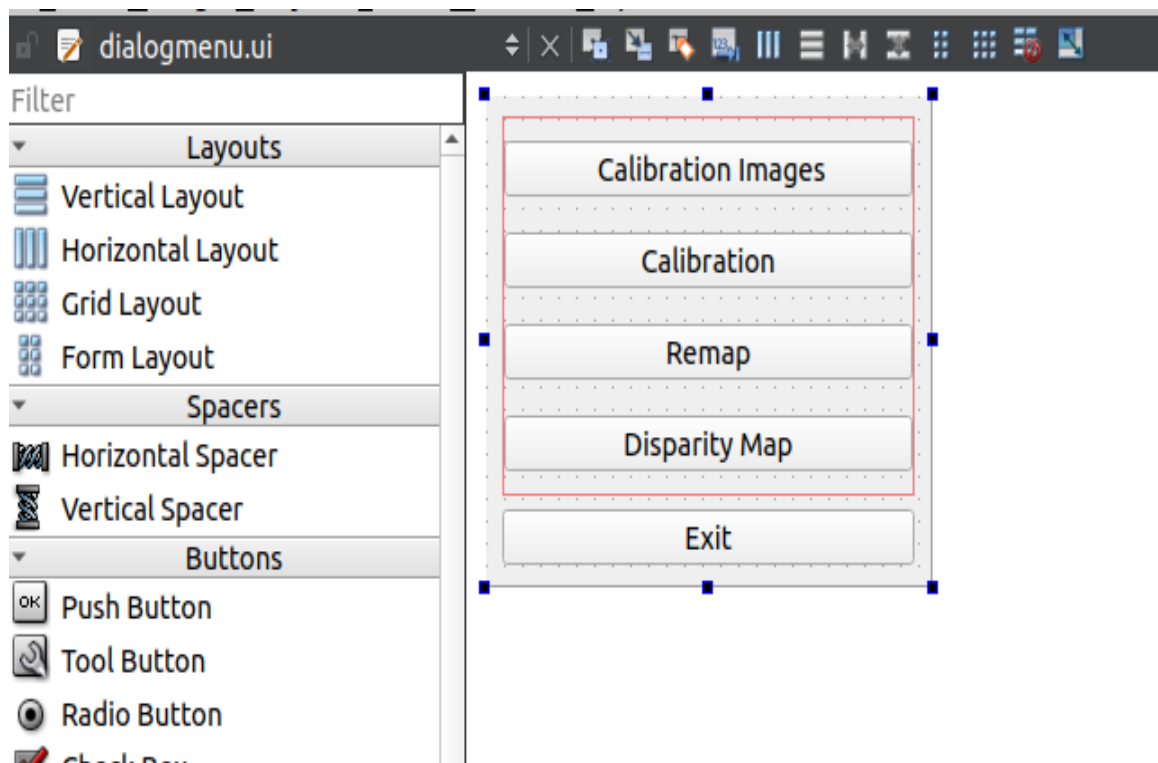 dialogmenu.ui
Filter
Layouts
Vertical Layout
Horizontal Layout
Grid Layout
Form Layout
Spacers
Horizontal Spacer
Vertical Spacer
Buttons
OK Push Button
Tool Button
Radio Button
Calibration Images
Calibration
Remap
Disparity Map
Exit